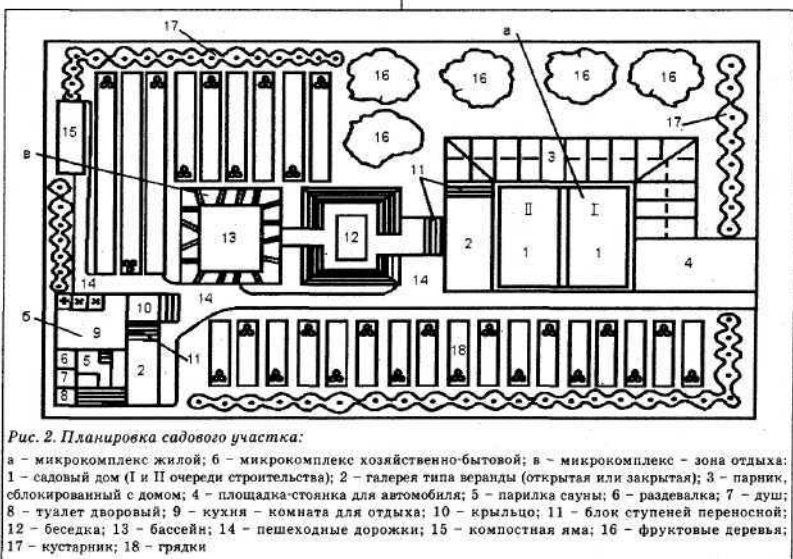 17
а
16
16
16
16
15
17
в
16
11
3
II
I
13
12
2
1
1
4
14
14
14
б
10
9
11
18
6
5
2
7
8
Рис. 2. Планировка садового участка:
а – микрокомплекс жилой; б – микрокомплекс хозяйственно-бытовой; в – микрокомплекс – зона отдыха:
1 – садовый дом (I и II очереди строительства); 2 – галерея типа веранды (открытая или закрытая); 3 – парник,
сблокированный с домом; 4 – площадка-стоянка для автомобиля; 5 – парилка сауны; 6 – раздевалка; 7 – душ;
8 – туалет дворовый; 9 – кухня – комната для отдыха; 10 – крыльцо; 11 – блок ступеней переносной;
12 – беседка; 13 – бассейн; 14 – пешеходные дорожки; 15 – компостная яма; 16 – фруктовые деревья;
17 – кустарник; 18 – грядки